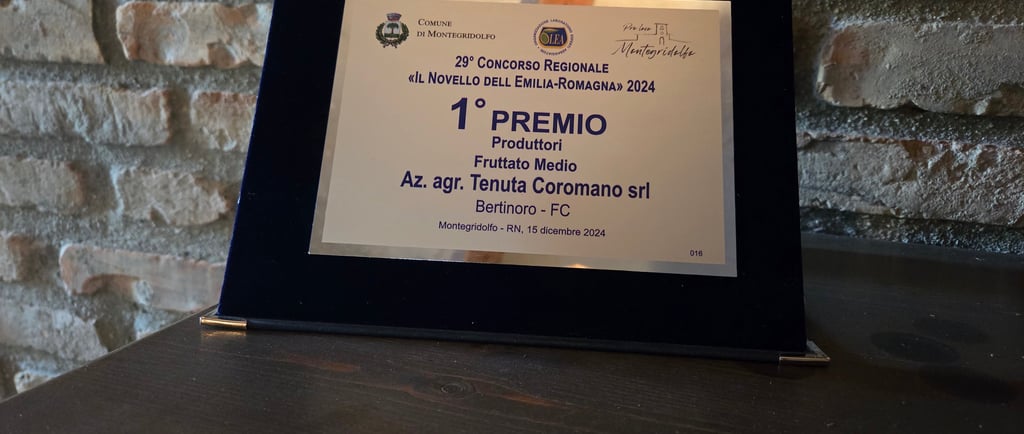 Comune
di Montegridolfo
OLEA
Pro loco
Montegridolfo
29° Concorso Regionale
«Il Novello dell'Emilia-Romagna» 2024
1° PREMIO
Produttori
Fruttato Medio
Az. agr. Tenuta Coromano srl
Bertinoro - FC
Montegridolfo - RN, 15 dicembre 2024
016